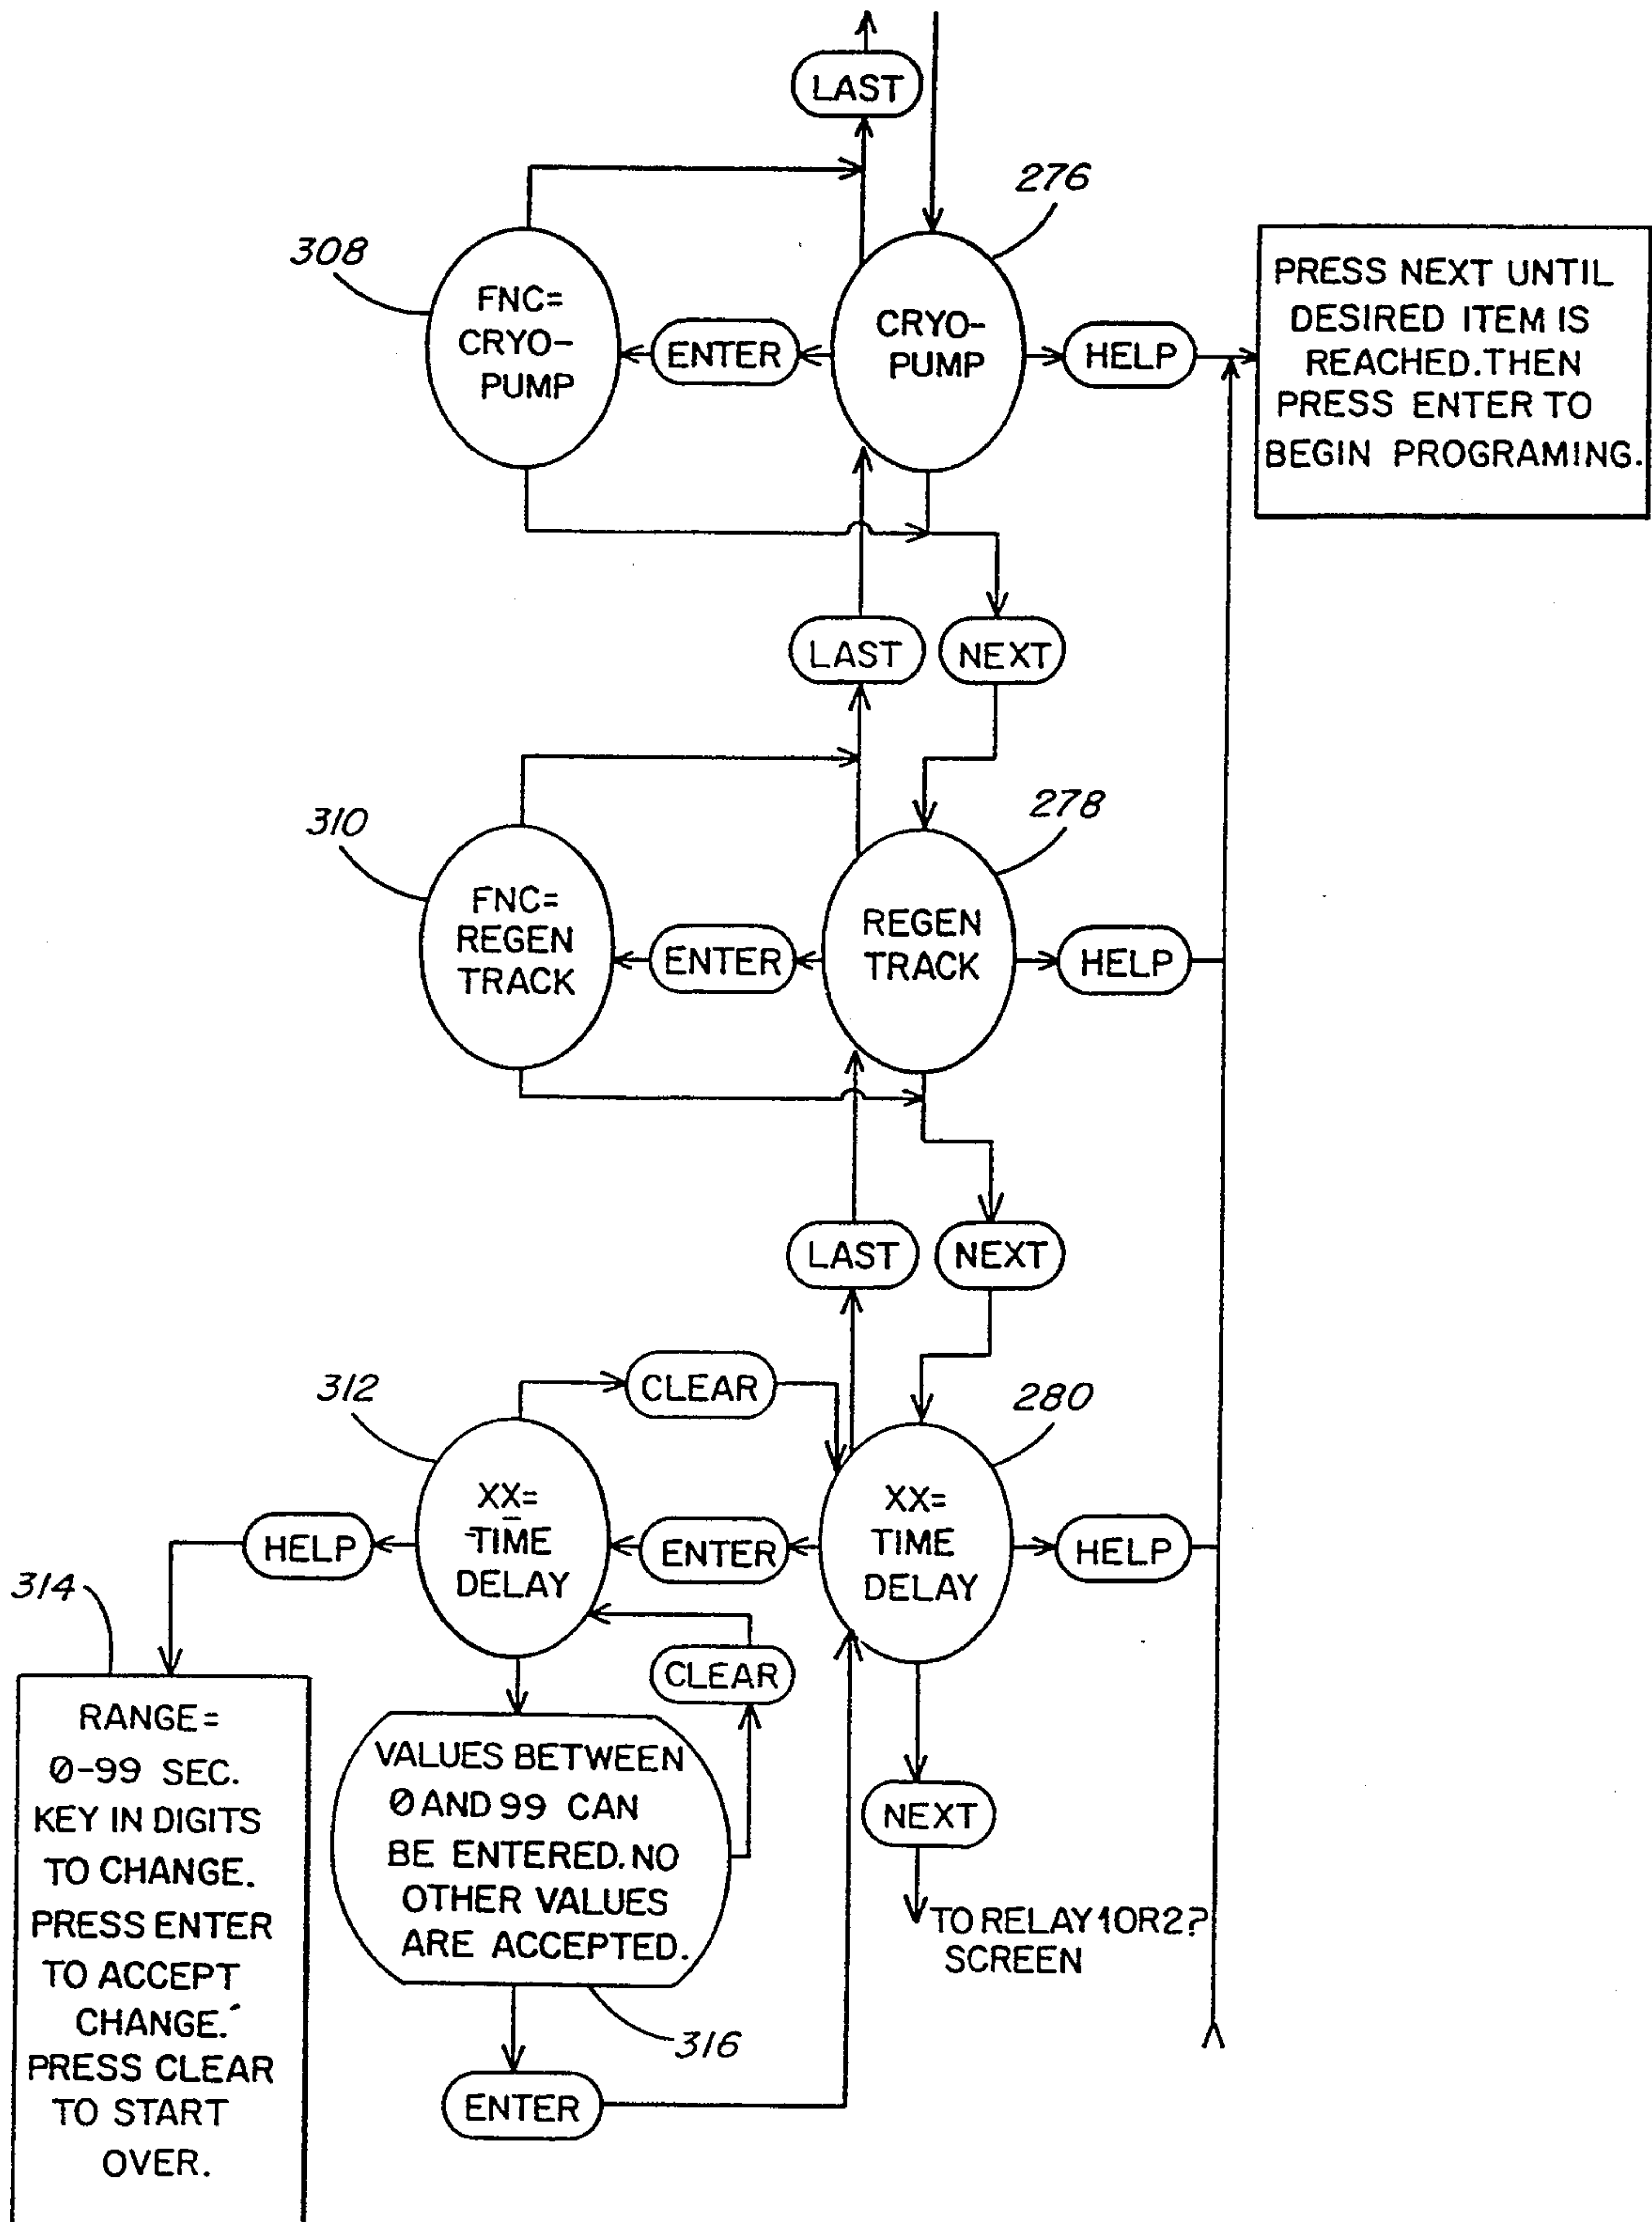 LAST
276
308
FNC=
CRYO-
PUMP
ENTER
CRYO-
PUMP
HELP
PRESS NEXT UNTIL
DESIRED ITEM IS
REACHED. THEN
PRESS ENTER TO
BEGIN PROGRAMING.
LAST
NEXT
310
278
FNC=
REGEN
TRACK
ENTER
REGEN
TRACK
HELP
LAST
NEXT
312
CLEAR
280
HELP
XX=
TIME
DELAY
ENTER
XX=
TIME
DELAY
HELP
314
CLEAR
RANGE=
0-99 SEC.
KEY IN DIGITS
TO CHANGE.
PRESS ENTER
TO ACCEPT
CHANGE.
PRESS CLEAR
TO START
OVER.
VALUES BETWEEN
0 AND 99 CAN
BE ENTERED. NO
OTHER VALUES
ARE ACCEPTED.
316
ENTER
NEXT
TO RELAY 1 OR 2?
SCREEN